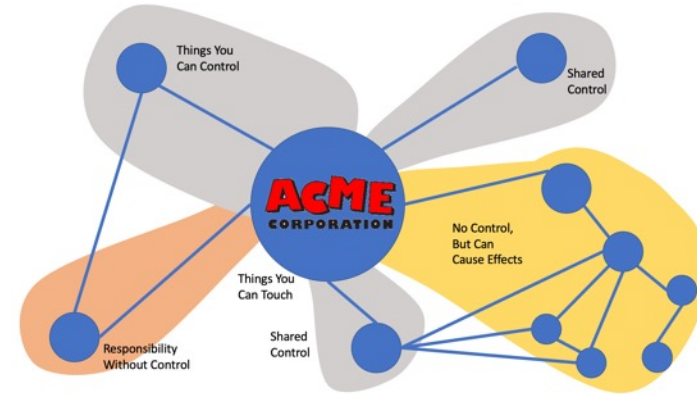 Things You
Can Control
Shared
Control
ACME
CORPORATION
No Control,
But Can
Cause Effects
Things You
Can Touch
Shared
Control
Responsibility
Without Control